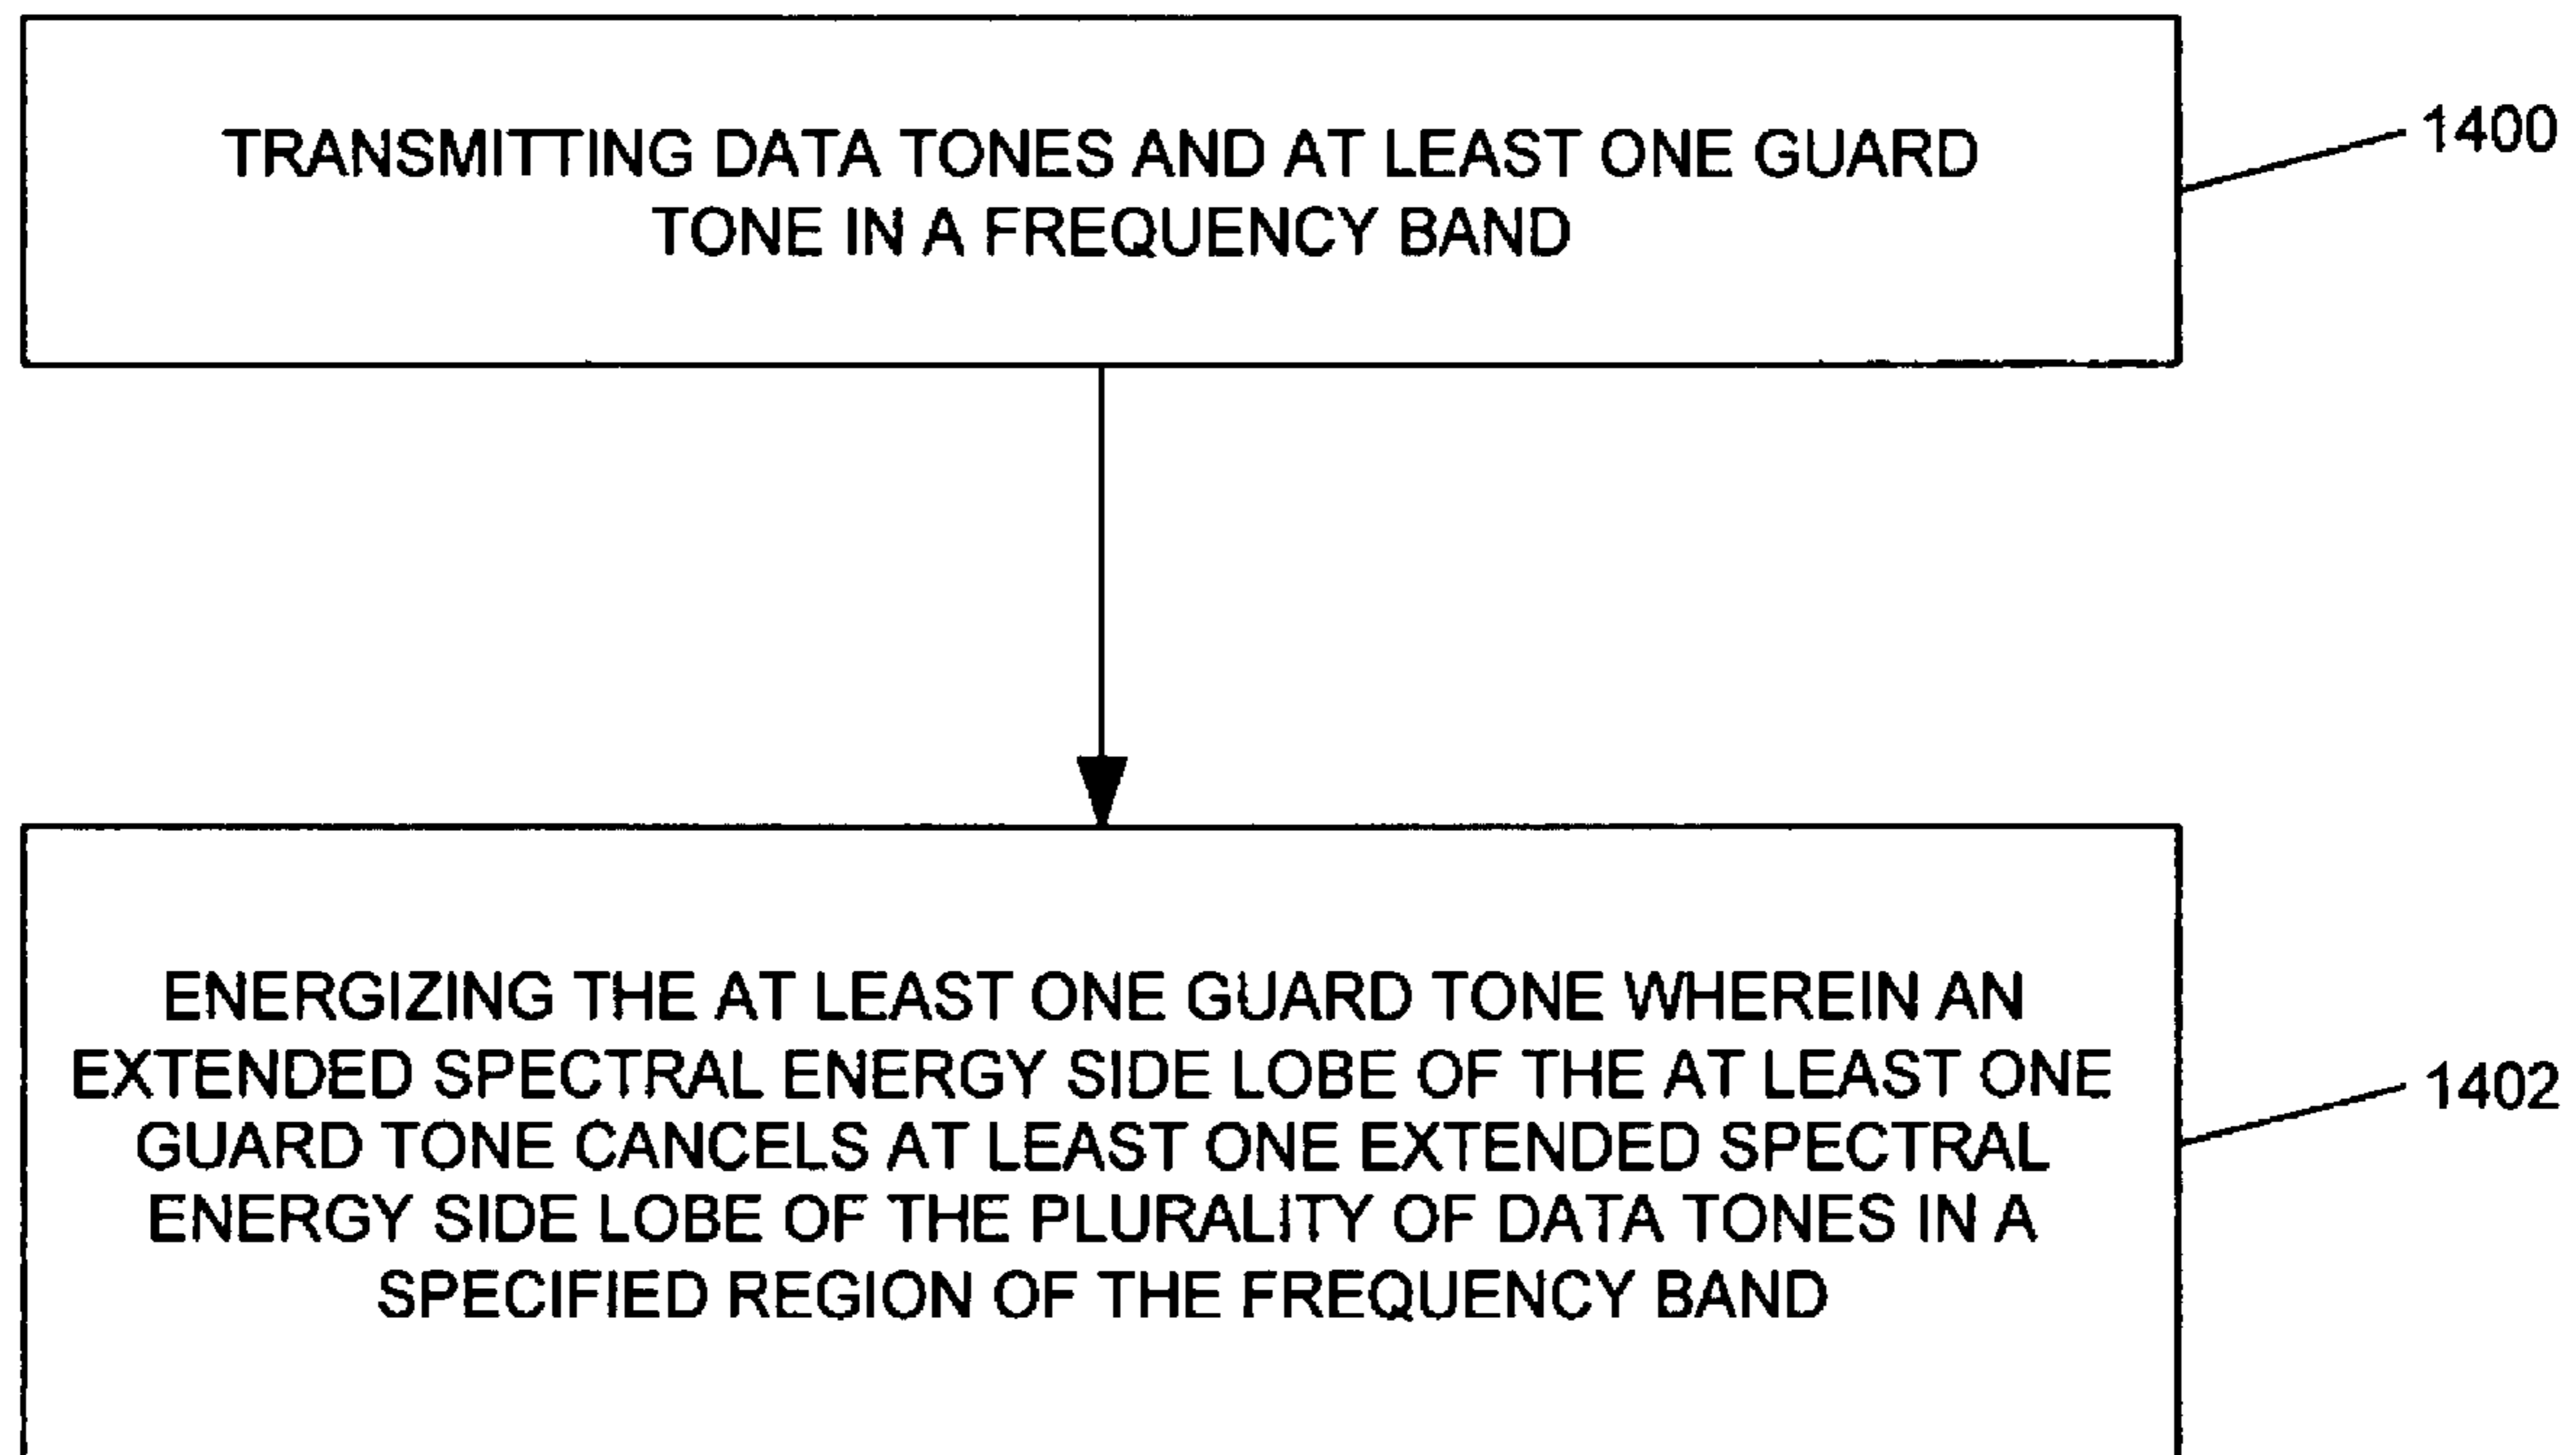 TRANSMITTING DATA TONES AND AT LEAST ONE GUARD
TONE IN A FREQUENCY BAND
1400
ENERGIZING THE AT LEAST ONE GUARD TONE WHEREIN AN
EXTENDED SPECTRAL ENERGY SIDE LOBE OF THE AT LEAST ONE
GUARD TONE CANCELS AT LEAST ONE EXTENDED SPECTRAL
ENERGY SIDE LOBE OF THE PLURALITY OF DATA TONES IN A
SPECIFIED REGION OF THE FREQUENCY BAND
1402